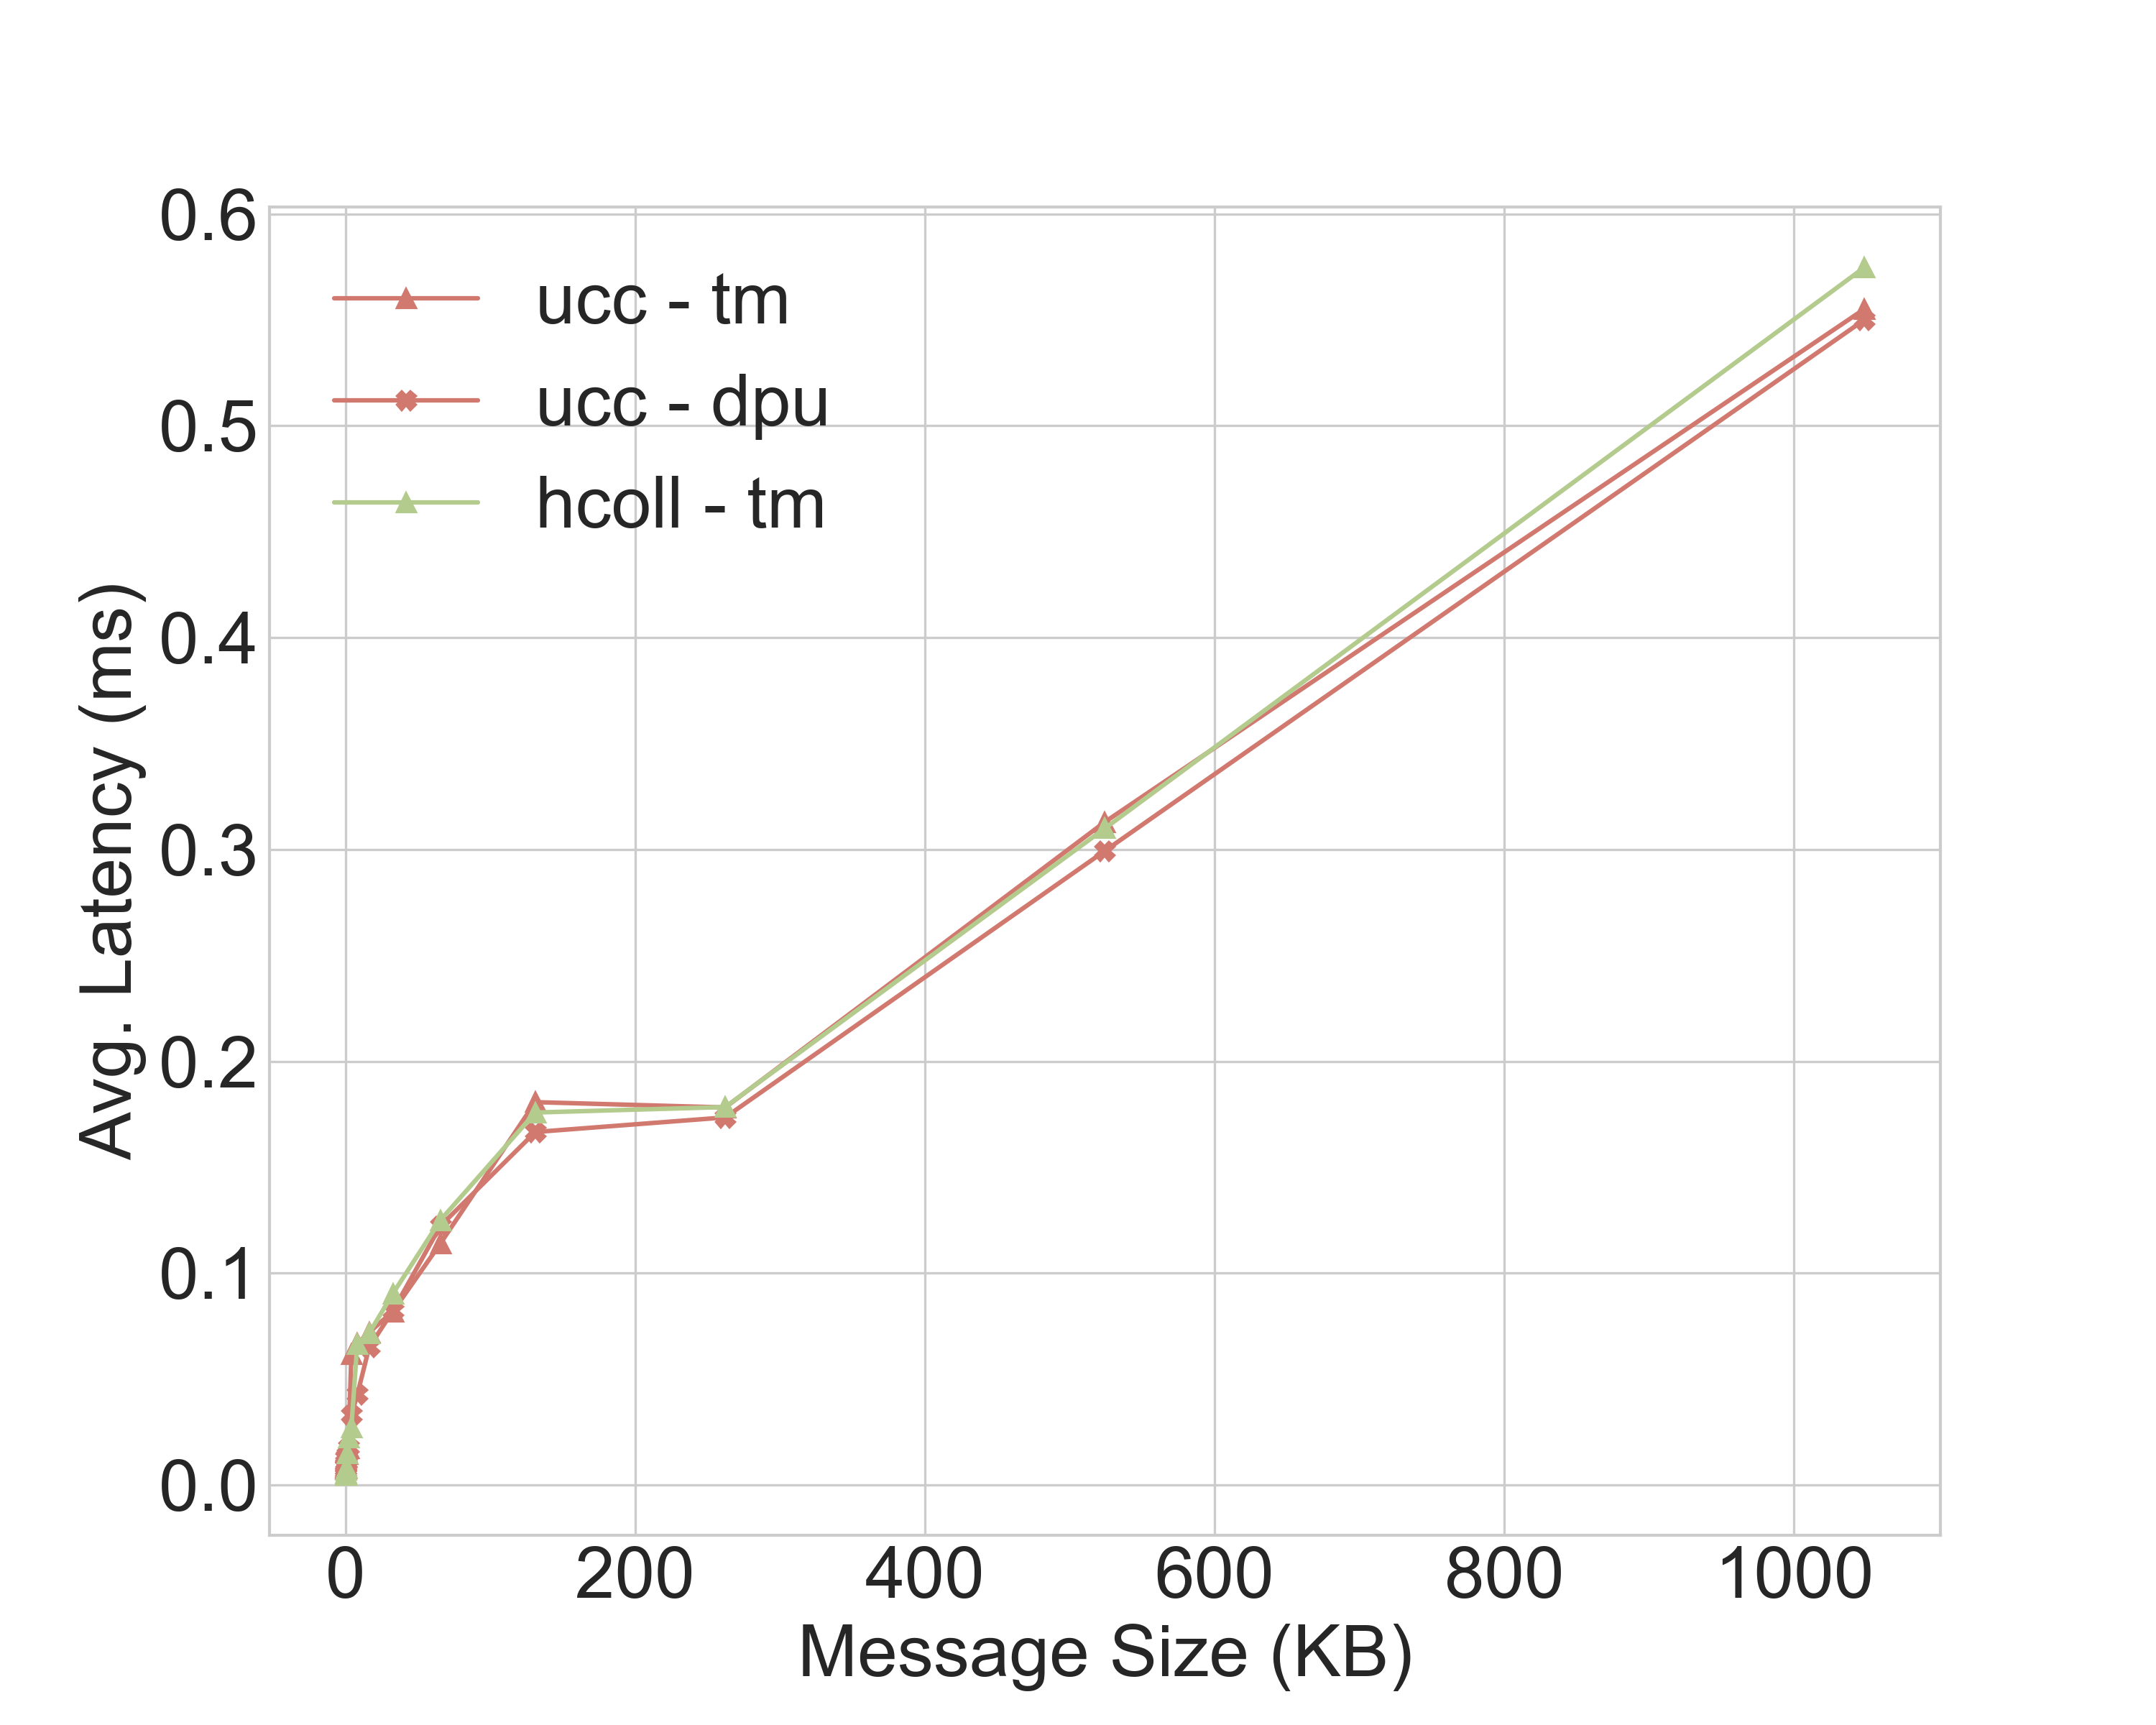 0.6
0.5
0.4
0.3
0.2
0.1
0.0
Avg. Latency (ms)
ucc - tm
ucc - dpu
hcoll - tm
0 200 400 600 800 1000
Message Size (KB)